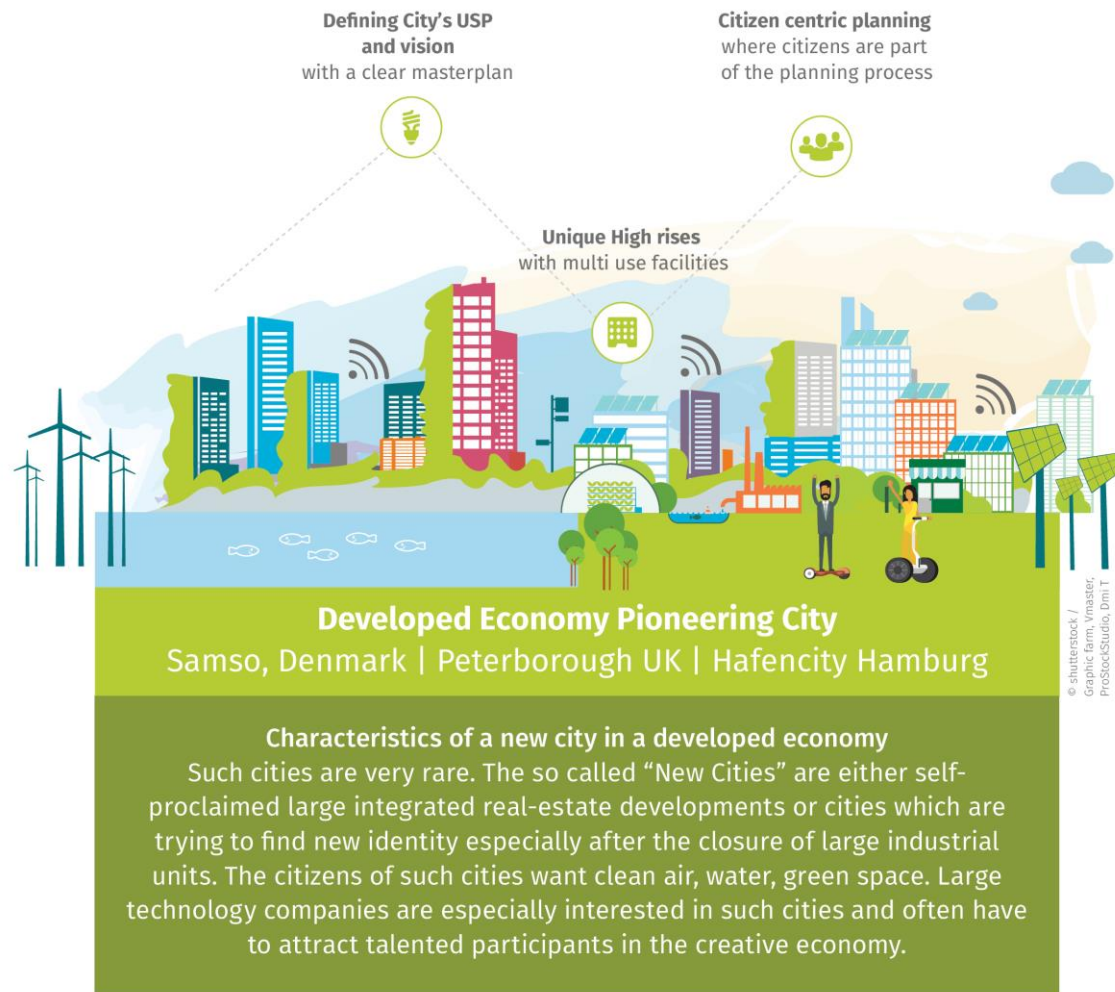 Defining City's USP
and vision
with a clear masterplan
Citizen centric planning
where citizens are part
of the planning process
Unique High rises
with multi use facilities
© shutterstock /
Graphic farm, Vmaster,
ProStockStudio, Dmi T
Developed Economy Pioneering City
Samso, Denmark | Peterborough UK | Hafencity Hamburg
Characteristics of a new city in a developed economy
Such cities are very rare. The so called “New Cities” are either self-
proclaimed large integrated real-estate developments or cities which are
trying to find new identity especially after the closure of large industrial
units. The citizens of such cities want clean air, water, green space. Large
technology companies are especially interested in such cities and often have
to attract talented participants in the creative economy.